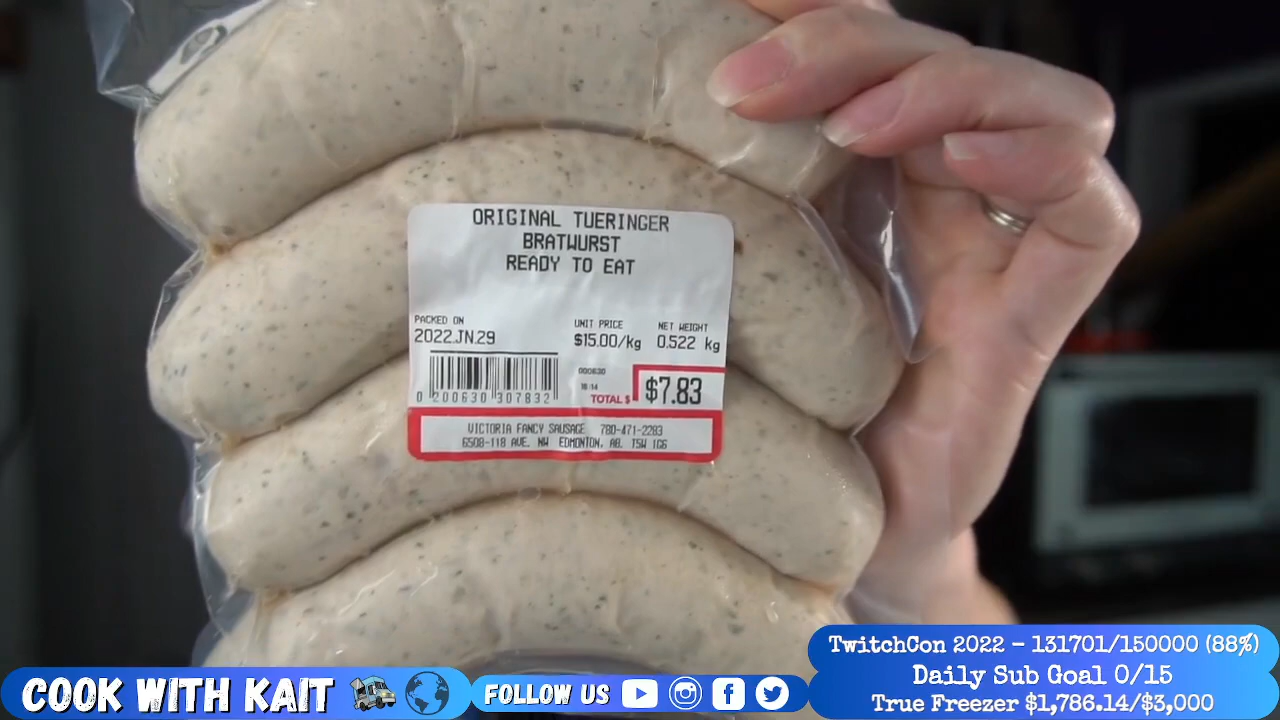 ORIGINAL TUERINGER
BRATWURST
READY TO EAT
PACKED ON
2022.JN.29
UNIT PRICE
$15.00/kg
NET WEIGHT
0.522 kg
000630
18:14
TOTAL $
$7.83
0 200630 307832
VICTORIA FANCY SAUSAGE 780-471-2283
6508-118 AVE. NW EDMONTON, AB. T5W 1G6
COOK WITH KAIT
FOLLOW US
TwitchCon 2022 - 131701/150000 (88%)
Daily Sub Goal 0/15
True Freezer $1,786.14/$3,000